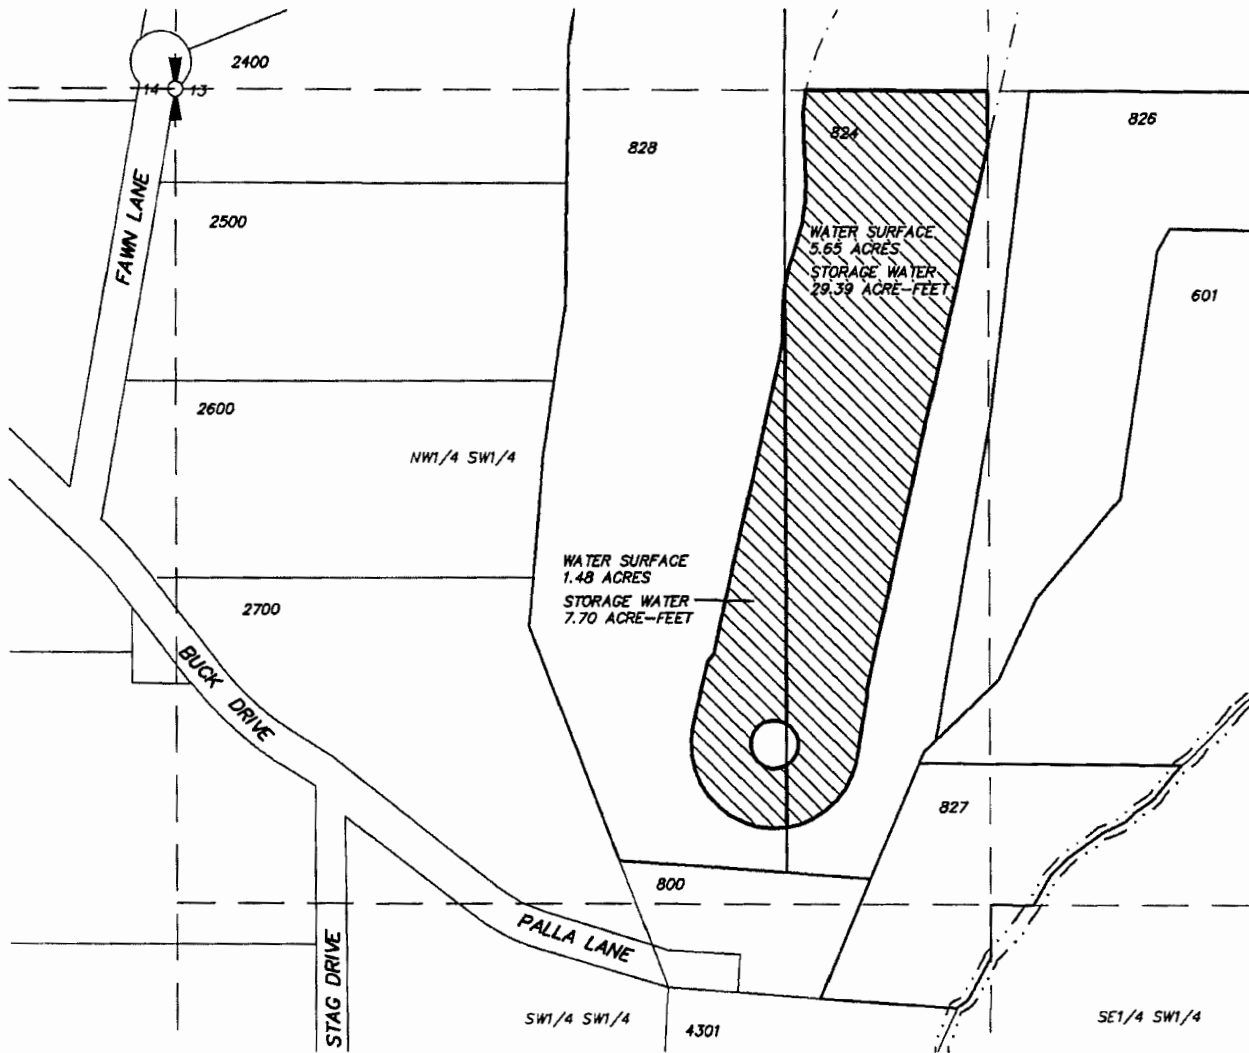 2400
14 13
826
824
828
FAWN LANE
2500
WATER SURFACE
5.65 ACRES
STORAGE WATER
29.39 ACRE-FEET
601
2600
NW1/4 SW1/4
WATER SURFACE
1.48 ACRES
STORAGE WATER
7.70 ACRE-FEET
2700
BUCK DRIVE
827
800
PALLA LANE
STAG DRIVE
SW1/4 SW1/4
4301
SE1/4 SW1/4